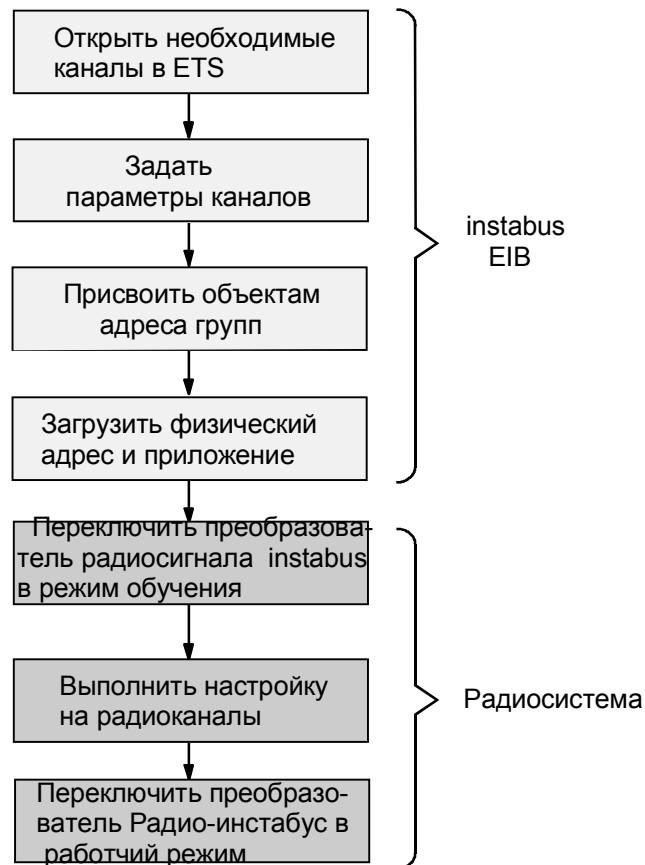 Открыть необходимые
каналы в ETS
Задать
параметры каналов
Присвоить объектам
адреса групп
Загрузить физический
адрес и приложение
instabus
EIB
Переключить преобразова-
тель радиосигнала instabus
в режим обучения
Выполнить настройку
на радиоканалы
Переключить преобразо-
ватель Радио-инстабус в
работчий режим
Радиосистема